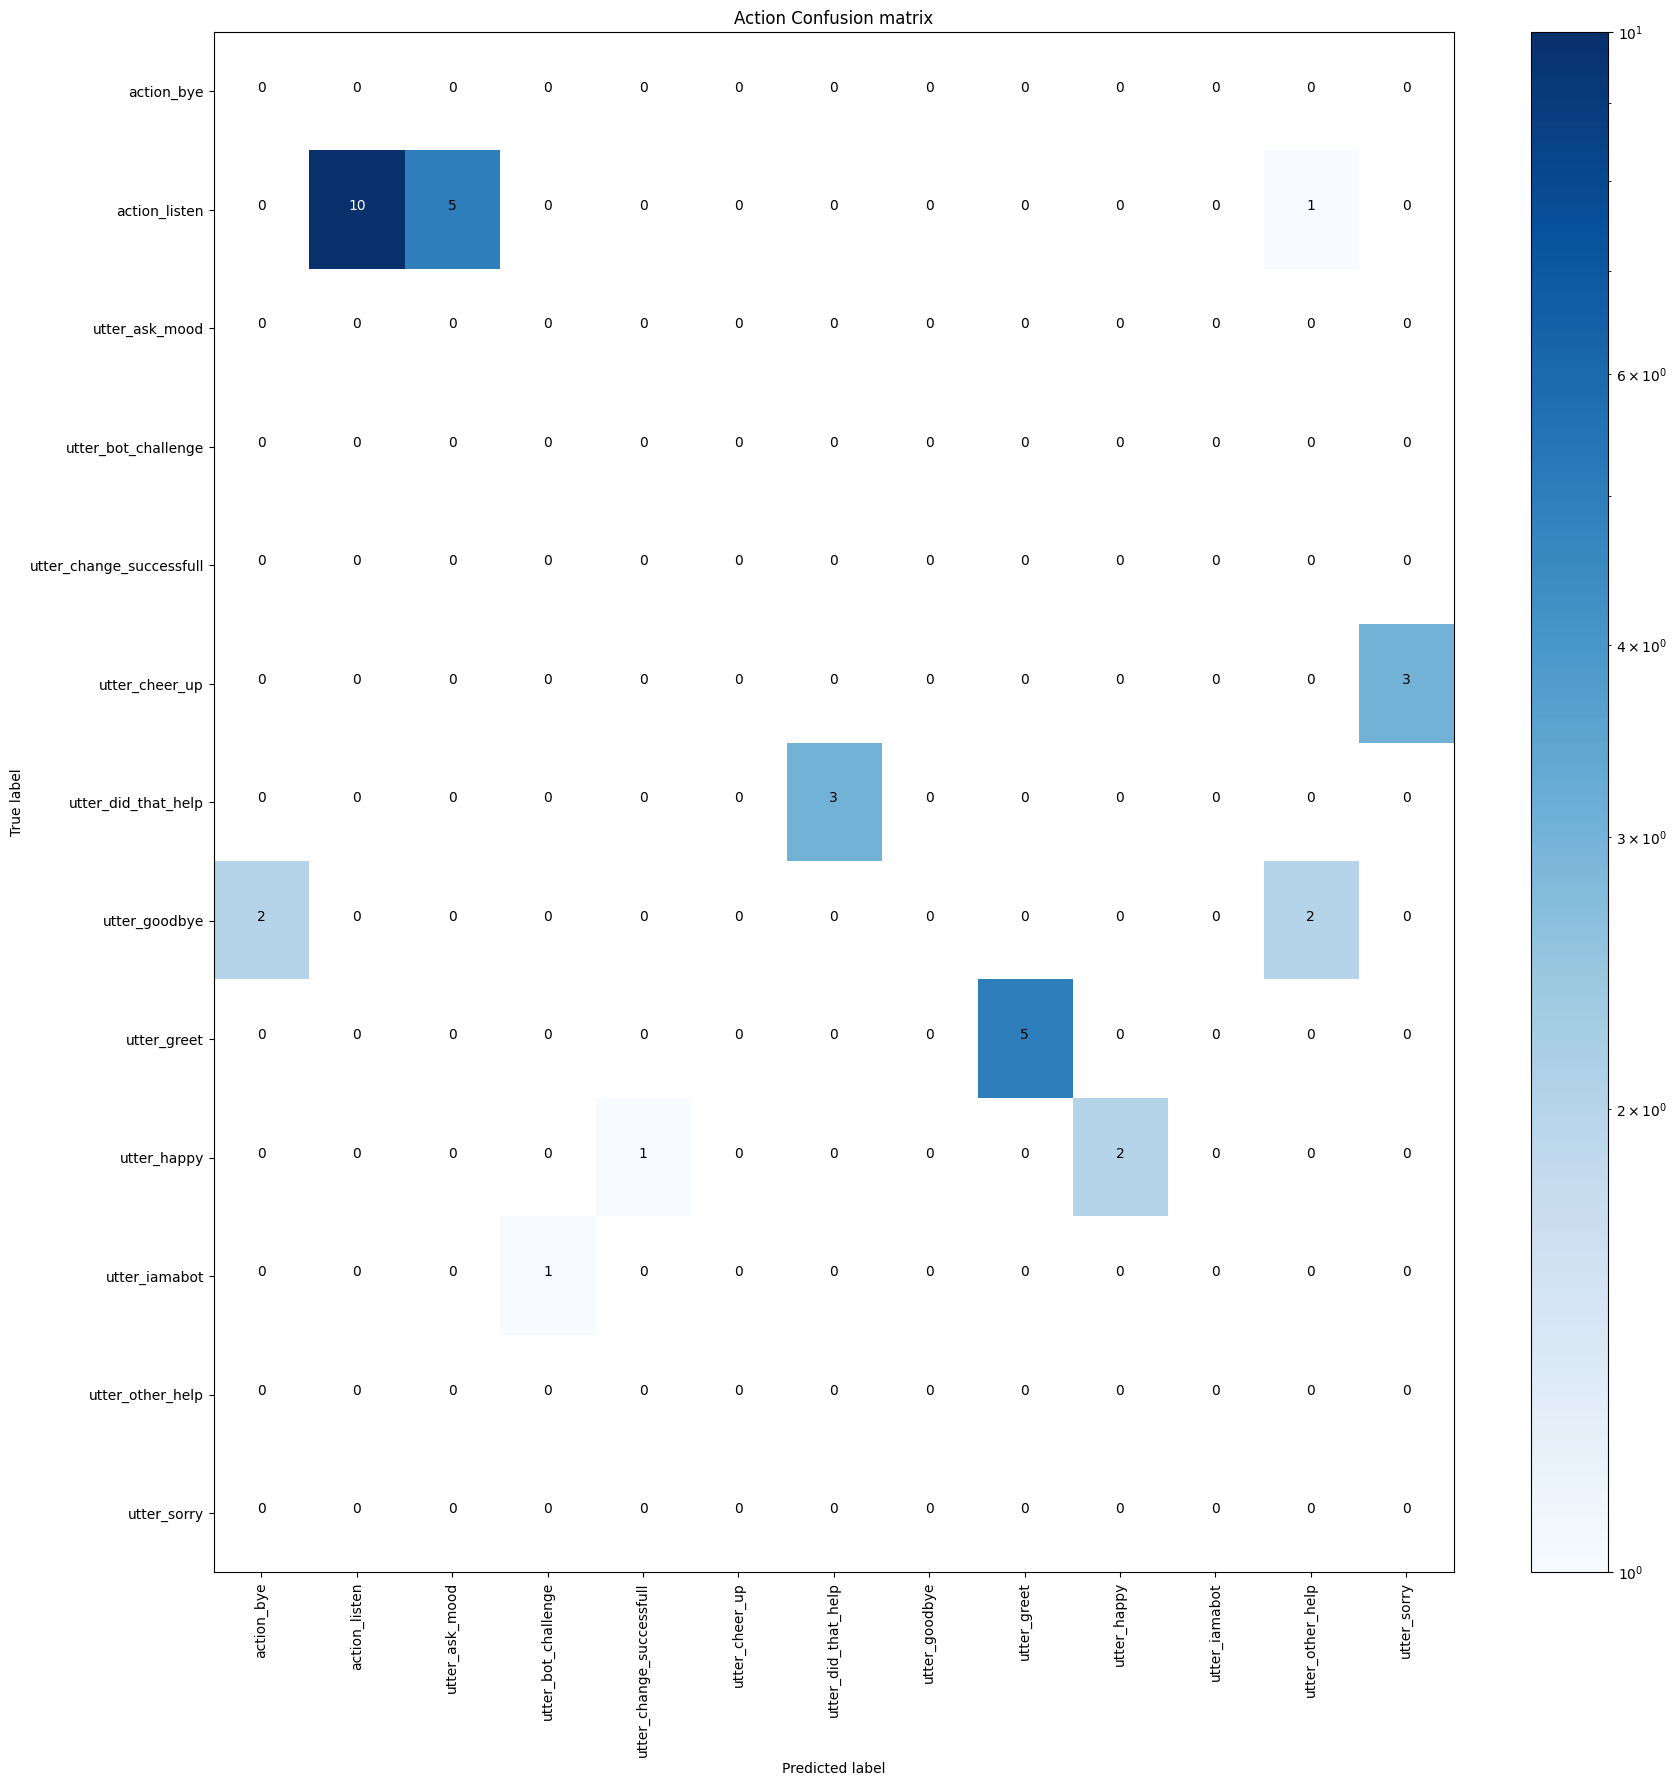 Action Confusion matrix
action_bye 0 0 0 0 0 0 0 0 0 0 0 0 0
action_listen 0 10 5 0 0 0 0 0 0 0 0 1 0
utter_ask_mood 0 0 0 0 0 0 0 0 0 0 0 0 0
utter_bot_challenge 0 0 0 0 0 0 0 0 0 0 0 0 0
utter_change_successfull 0 0 0 0 0 0 0 0 0 0 0 0 0
utter_cheer_up 0 0 0 0 0 0 0 0 0 0 0 0 3
utter_did_that_help 0 0 0 0 0 0 3 0 0 0 0 0 0
utter_goodbye 2 0 0 0 0 0 0 0 0 0 0 2 0
utter_greet 0 0 0 0 0 0 0 0 5 0 0 0 0
utter_happy 0 0 0 0 1 0 0 0 0 2 0 0 0
utter_iamabot 0 0 0 1 0 0 0 0 0 0 0 0 0
utter_other_help 0 0 0 0 0 0 0 0 0 0 0 0 0
utter_sorry 0 0 0 0 0 0 0 0 0 0 0 0 0
True label
action_bye
action_listen
utter_ask_mood
utter_bot_challenge
utter_change_successfull
utter_cheer_up
utter_did_that_help
utter_goodbye
utter_greet
utter_happy
utter_iamabot
utter_other_help
utter_sorry
Predicted label
10¹
6 × 10⁰
4 × 10⁰
3 × 10⁰
2 × 10⁰
10⁰